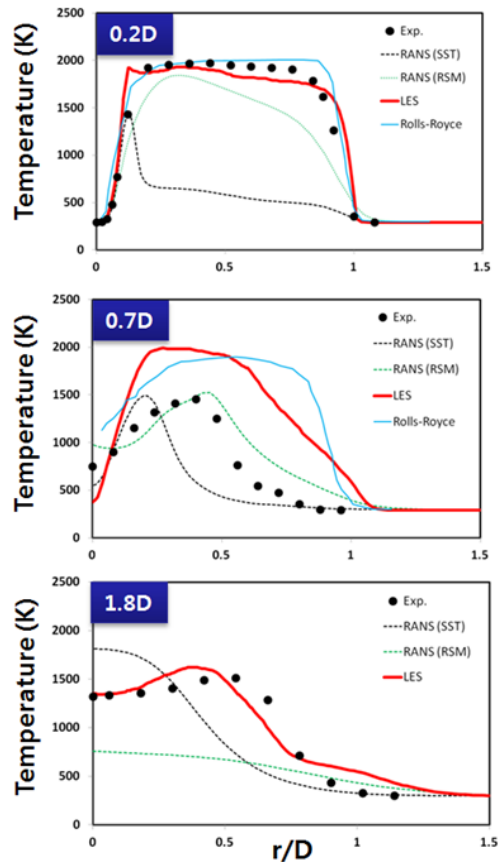 0.2D
Temperature (K)
2500
2000
1500
1000
500
0
0
0.5
1
1.5
Exp.
RANS (SST)
RANS (RSM)
LES
Rolls-Royce
0.7D
Temperature (K)
2500
2000
1500
1000
500
0
0
0.5
1
1.5
Exp.
RANS (SST)
RANS (RSM)
LES
Rolls-Royce
1.8D
Temperature (K)
2500
2000
1500
1000
500
0
0
0.5
1
1.5
Exp.
RANS (SST)
RANS (RSM)
LES
r/D